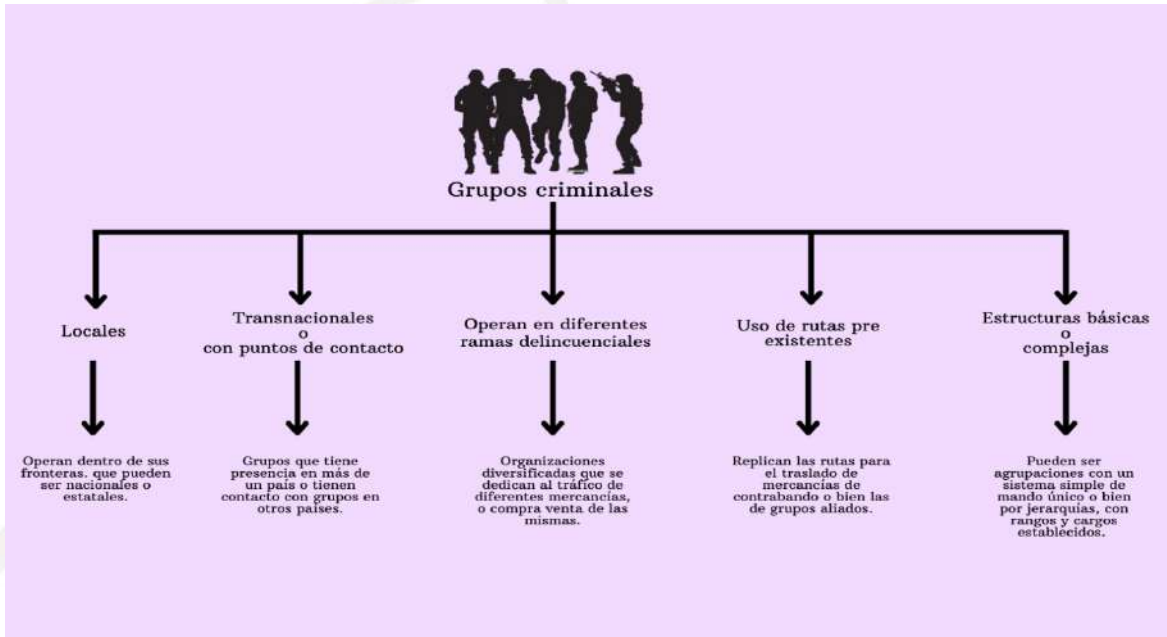 Grupos criminales
Locales
Transnacionales
o
con puntos de contacto
Operan en diferentes
ramas delincuenciales
Uso de rutas pre
existentes
Estructuras básicas
o
complejas
Operan dentro de sus
fronteras. que pueden
ser nacionales o
estatales.
Grupos que tiene
presencia en más de
un país o tienen
contacto con grupos en
otros países.
Organizaciones
diversificadas que se
dedican al tráfico de
diferentes mercancías,
o compra venta de las
mismas.
Replican las rutas para
el traslado de
mercancías de
contrabando o bien las
de grupos aliados.
Pueden ser
agrupaciones con un
sistema simple de
mando único o bien
por jerarquías, con
rangos y cargos
establecidos.